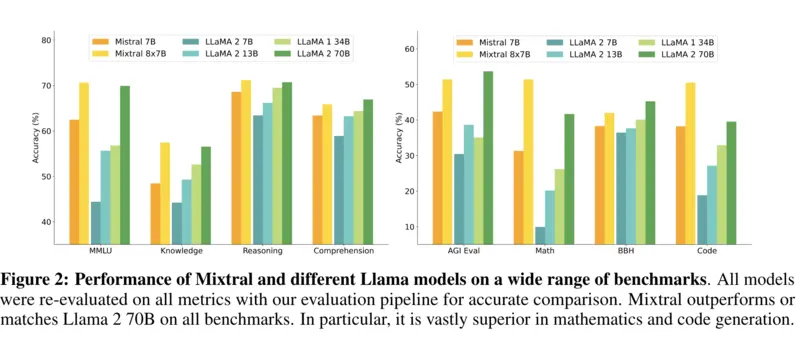 80
70
60
50
40
Accuracy (%)
Mistral 7B
Mixtral 8x7B
LLaMA 2 7B
LLaMA 2 13B
LLaMA 1 34B
LLaMA 2 70B
MMLU
Knowledge
Reasoning
Comprehension
60
50
40
30
20
10
Accuracy (%)
Mistral 7B
Mixtral 8x7B
LLaMA 2 7B
LLaMA 2 13B
LLaMA 1 34B
LLaMA 2 70B
AGI Eval
Math
BBH
Code
Figure 2: Performance of Mixtral and different Llama models on a wide range of benchmarks. All models
were re-evaluated on all metrics with our evaluation pipeline for accurate comparison. Mixtral outperforms or
matches Llama 2 70B on all benchmarks. In particular, it is vastly superior in mathematics and code generation.